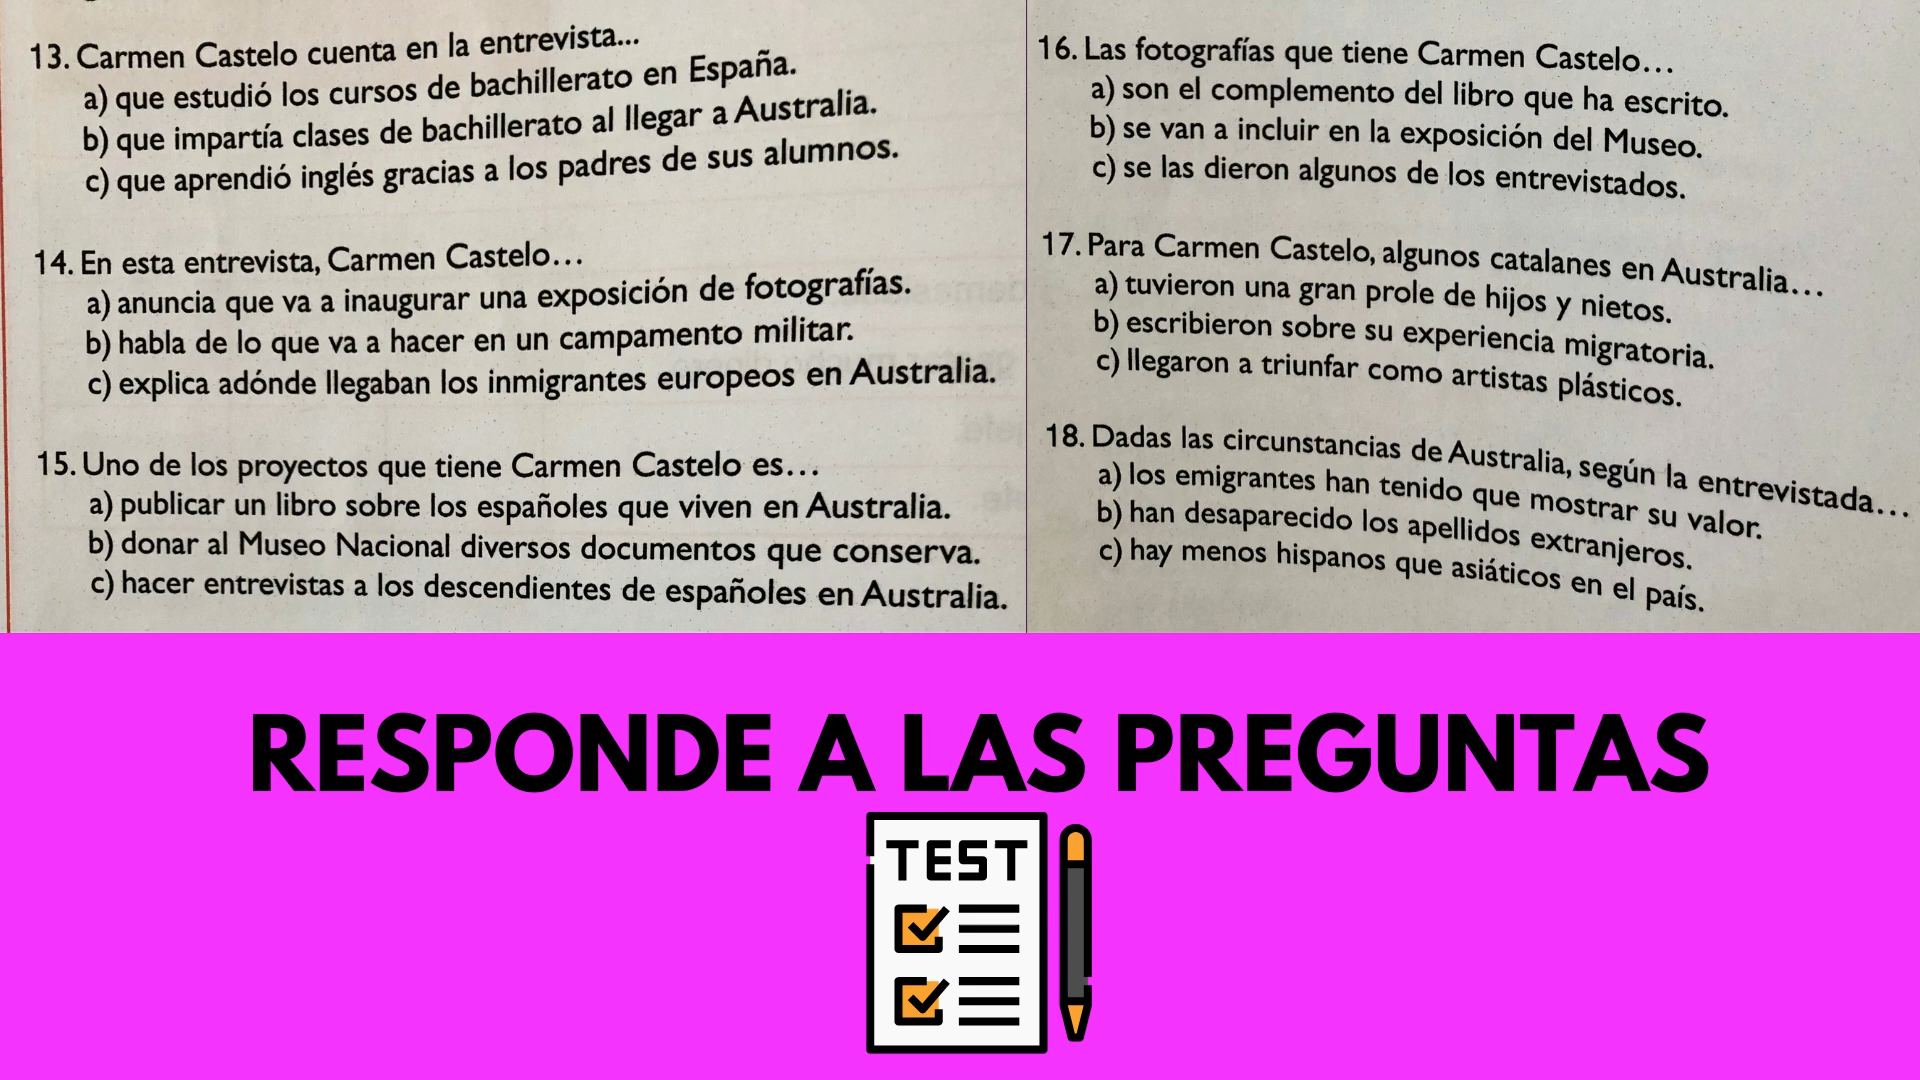 13. Carmen Castelo cuenta en la entrevista...
a) que estudió los cursos de bachillerato en España.
b) que impartía clases de bachillerato al llegar a Australia.
c) que aprendió inglés gracias a los padres de sus alumnos.
14. En esta entrevista, Carmen Castelo...
a) anuncia que va a inaugurar una exposición de fotografías.
b) habla de lo que va a hacer en un campamento militar.
c) explica adónde llegaban los inmigrantes europeos en Australia.
15. Uno de los proyectos que tiene Carmen Castelo es...
a) publicar un libro sobre los españoles que viven en Australia.
b) donar al Museo Nacional diversos documentos que conserva.
c) hacer entrevistas a los descendientes de españoles en Australia.
16. Las fotografías que tiene Carmen Castelo...
a) son el complemento del libro que ha escrito.
b) se van a incluir en la exposición del Museo.
c) se las dieron algunos de los entrevistados.
17. Para Carmen Castelo, algunos catalanes en Australia...
a) tuvieron una gran prole de hijos y nietos.
b) escribieron sobre su experiencia migratoria.
c) llegaron a triunfar como artistas plásticos.
18. Dadas las circunstancias de Australia, según la entrevistada...
a) los emigrantes han tenido que mostrar su valor.
b) han desaparecido los apellidos extranjeros.
c) hay menos hispanos que asiáticos en el país.
RESPONDE A LAS PREGUNTAS
TEST